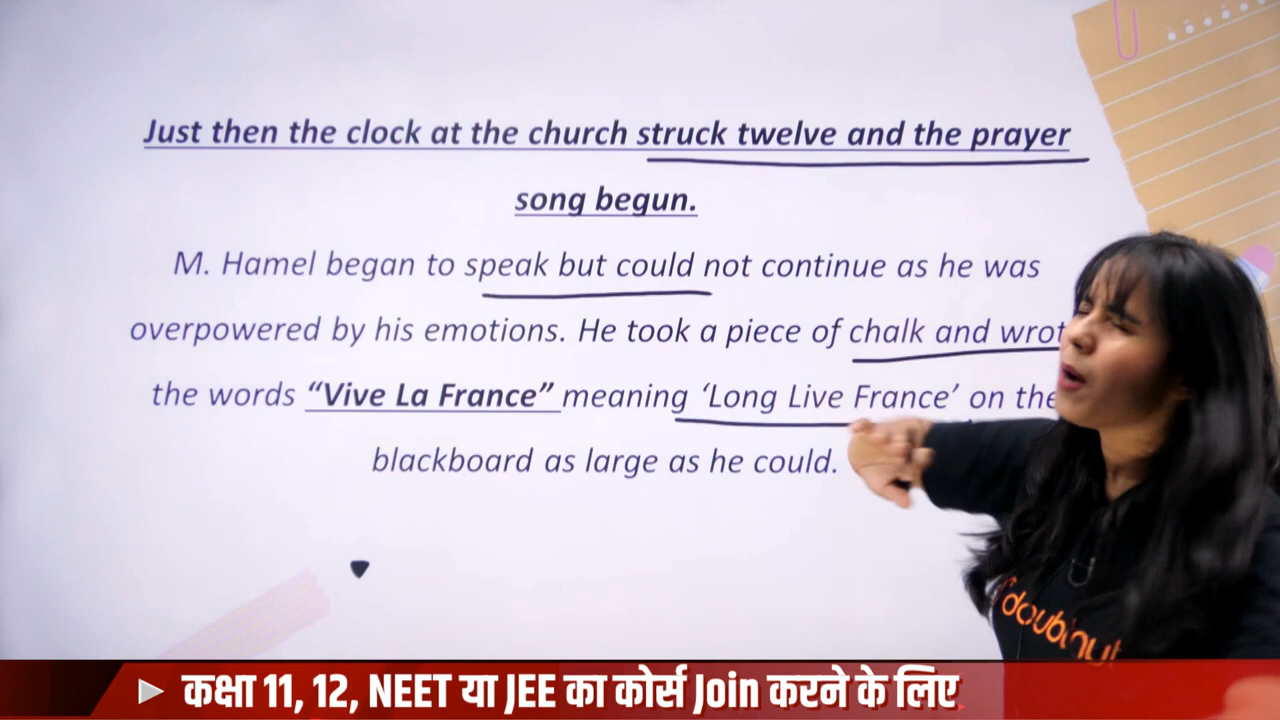 Just then the clock at the church struck twelve and the prayer
song begun.
M. Hamel began to speak but could not continue as he was
overpowered by his emotions. He took a piece of chalk and wrot
the words “Vive La France” meaning ‘Long Live France’ on the
blackboard as large as he could.
doubtnut
कक्षा 11, 12, NEET या JEE का कोर्स Join करने के लिए